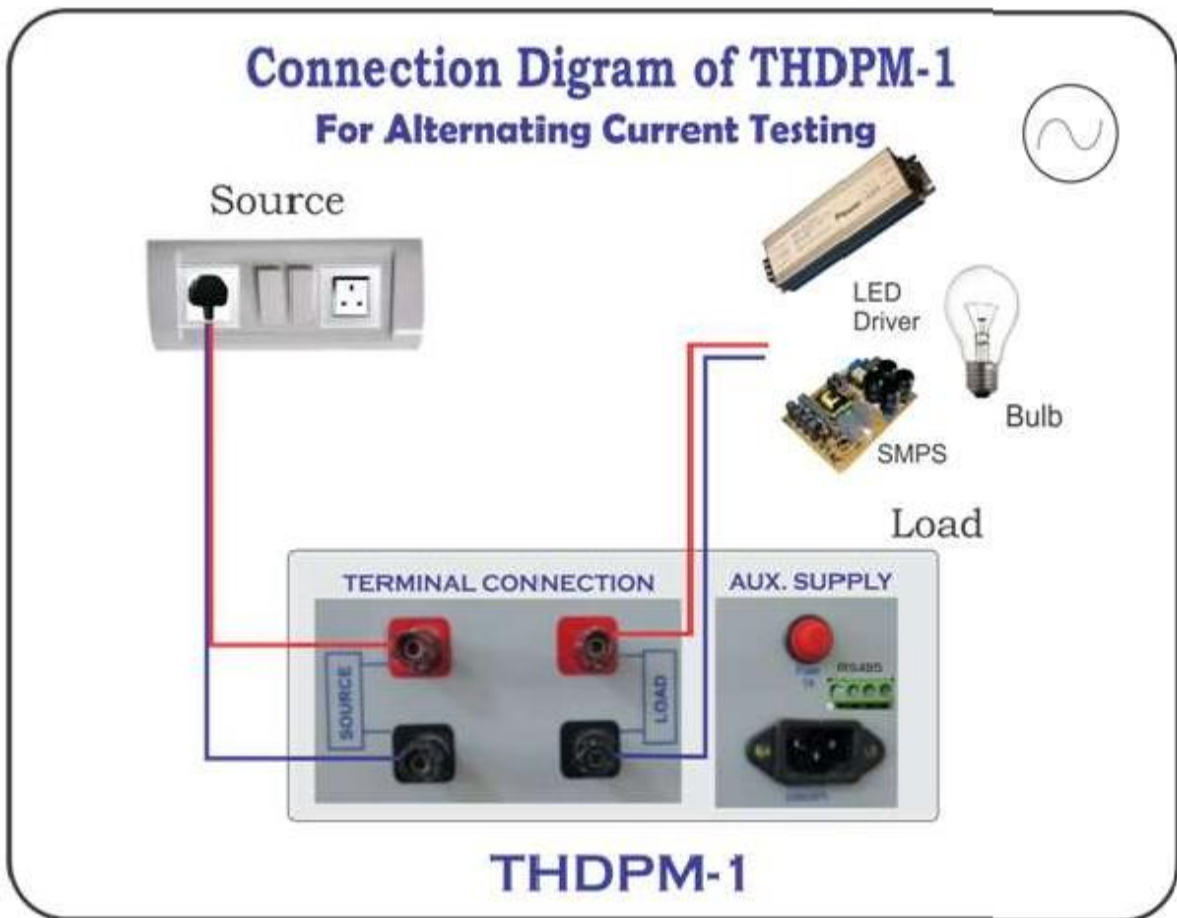 Connection Digram of THDPM-1
For Alternating Current Testing
Source
LED
Driver
Bulb
SMPS
Load
TERMINAL CONNECTION
AUX. SUPPLY
SOURCE
LOAD
RS485
THDPM-1